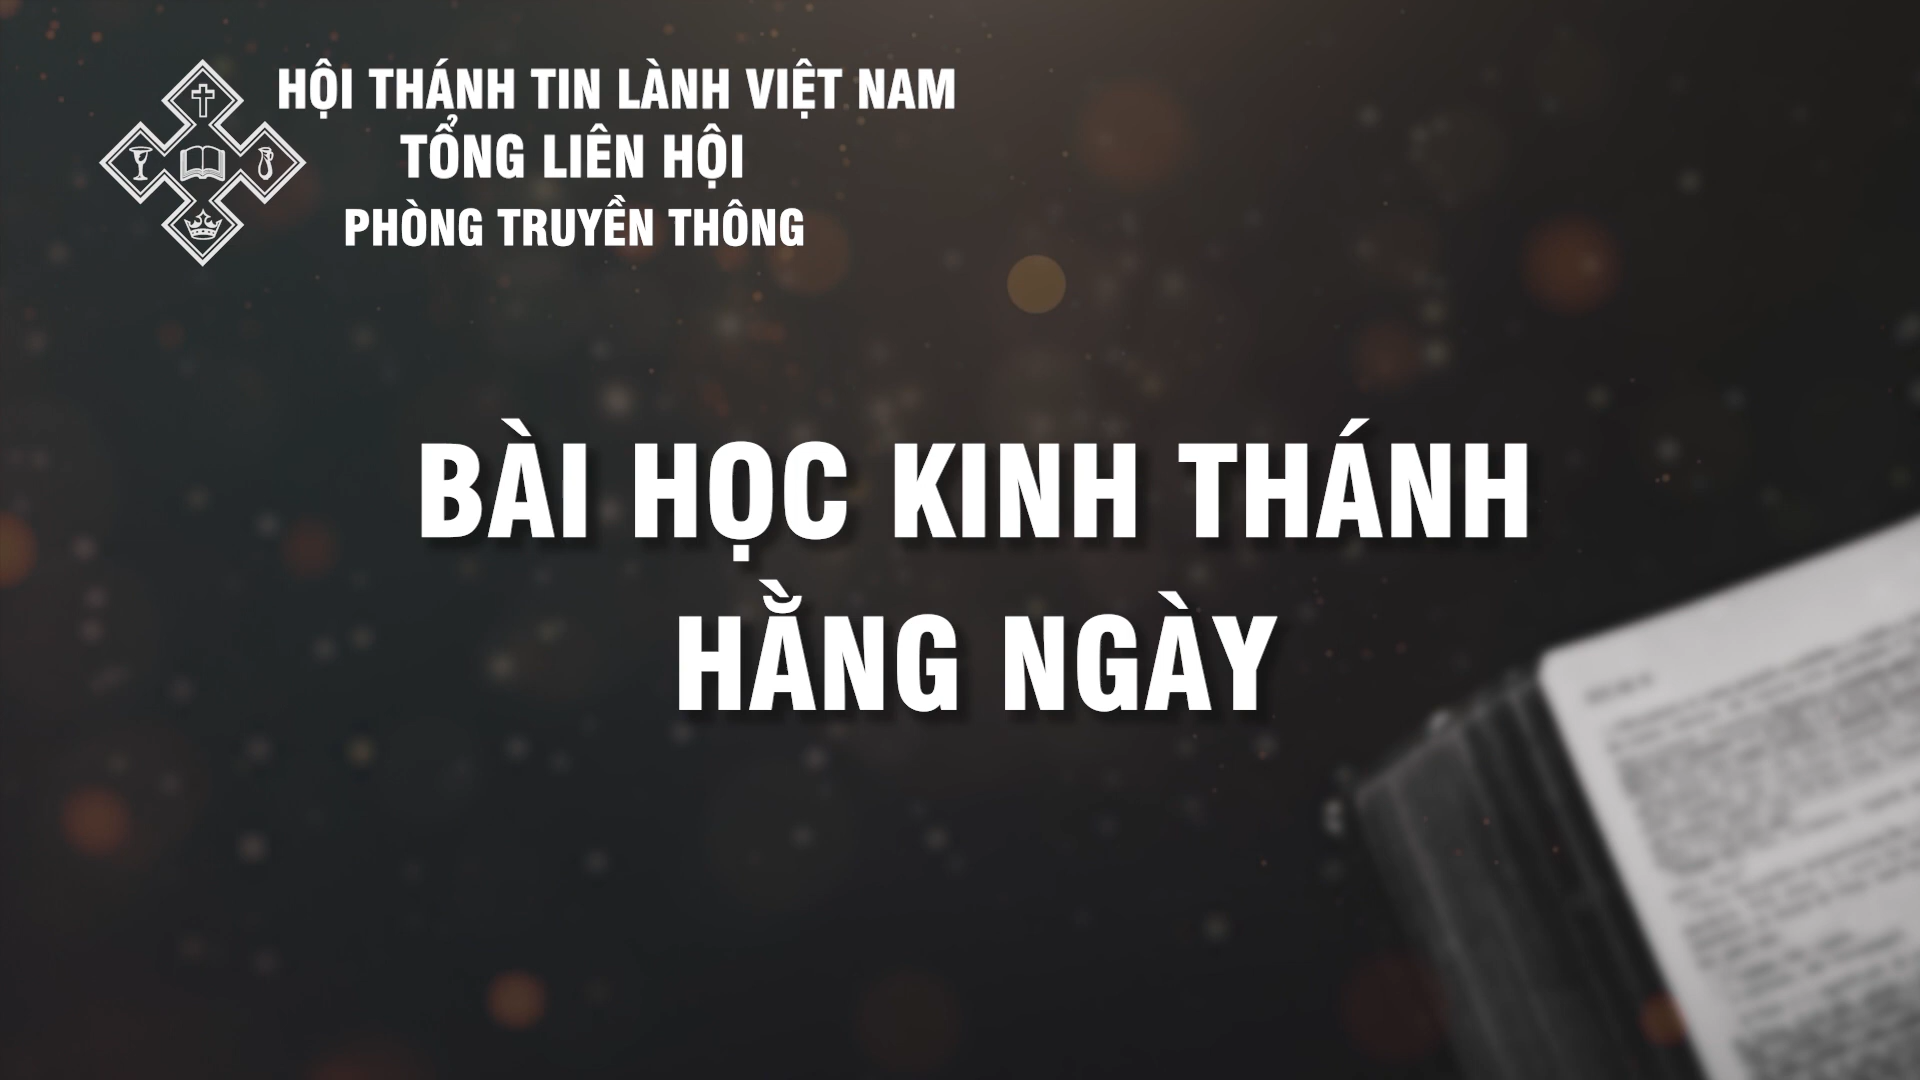 HỘI THÁNH TIN LÀNH VIỆT NAM
TỔNG LIÊN HỘI
PHÒNG TRUYỀN THÔNG
BÀI HỌC KINH THÁNH
HẰNG NGÀY